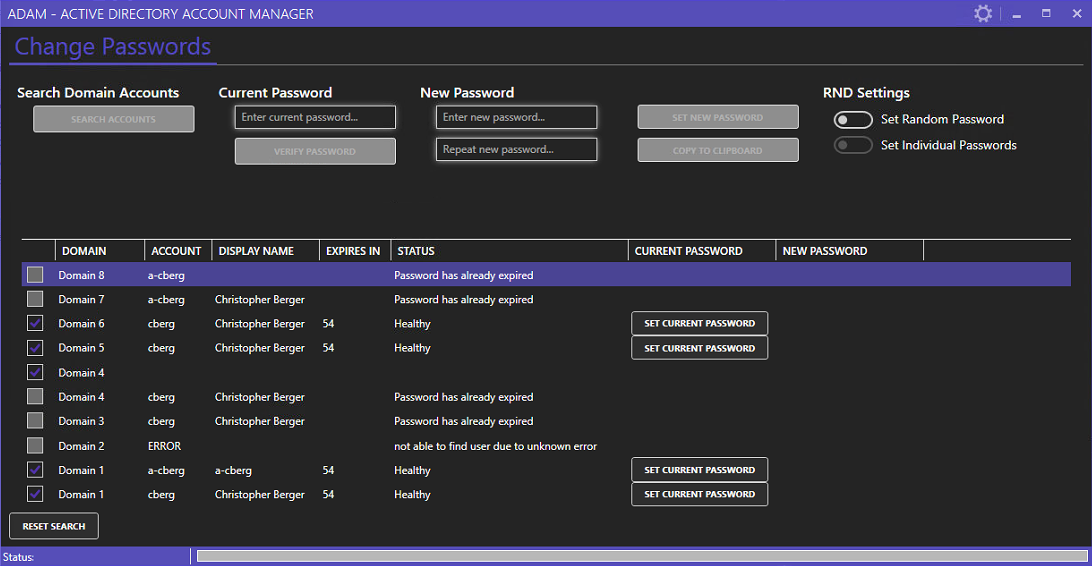 ADAM - ACTIVE DIRECTORY ACCOUNT MANAGER
Change Passwords
Search Domain Accounts Current Password New Password RND Settings
SEARCH ACCOUNTS Enter current password... Enter new password... SET NEW PASSWORD Set Random Password
VERIFY PASSWORD Repeat new password... COPY TO CLIPBOARD Set Individual Passwords
DOMAIN ACCOUNT DISPLAY NAME EXPIRES IN STATUS CURRENT PASSWORD NEW PASSWORD
Domain 8 a-cberg Password has already expired
Domain 7 a-cberg Christopher Berger Password has already expired
Domain 6 cberg Christopher Berger 54 Healthy SET CURRENT PASSWORD
Domain 5 cberg Christopher Berger 54 Healthy SET CURRENT PASSWORD
Domain 4
Domain 4 cberg Christopher Berger Password has already expired
Domain 3 cberg Christopher Berger Password has already expired
Domain 2 ERROR not able to find user due to unknown error
Domain 1 a-cberg a-cberg 54 Healthy SET CURRENT PASSWORD
Domain 1 cberg Christopher Berger 54 Healthy SET CURRENT PASSWORD
RESET SEARCH
Status: